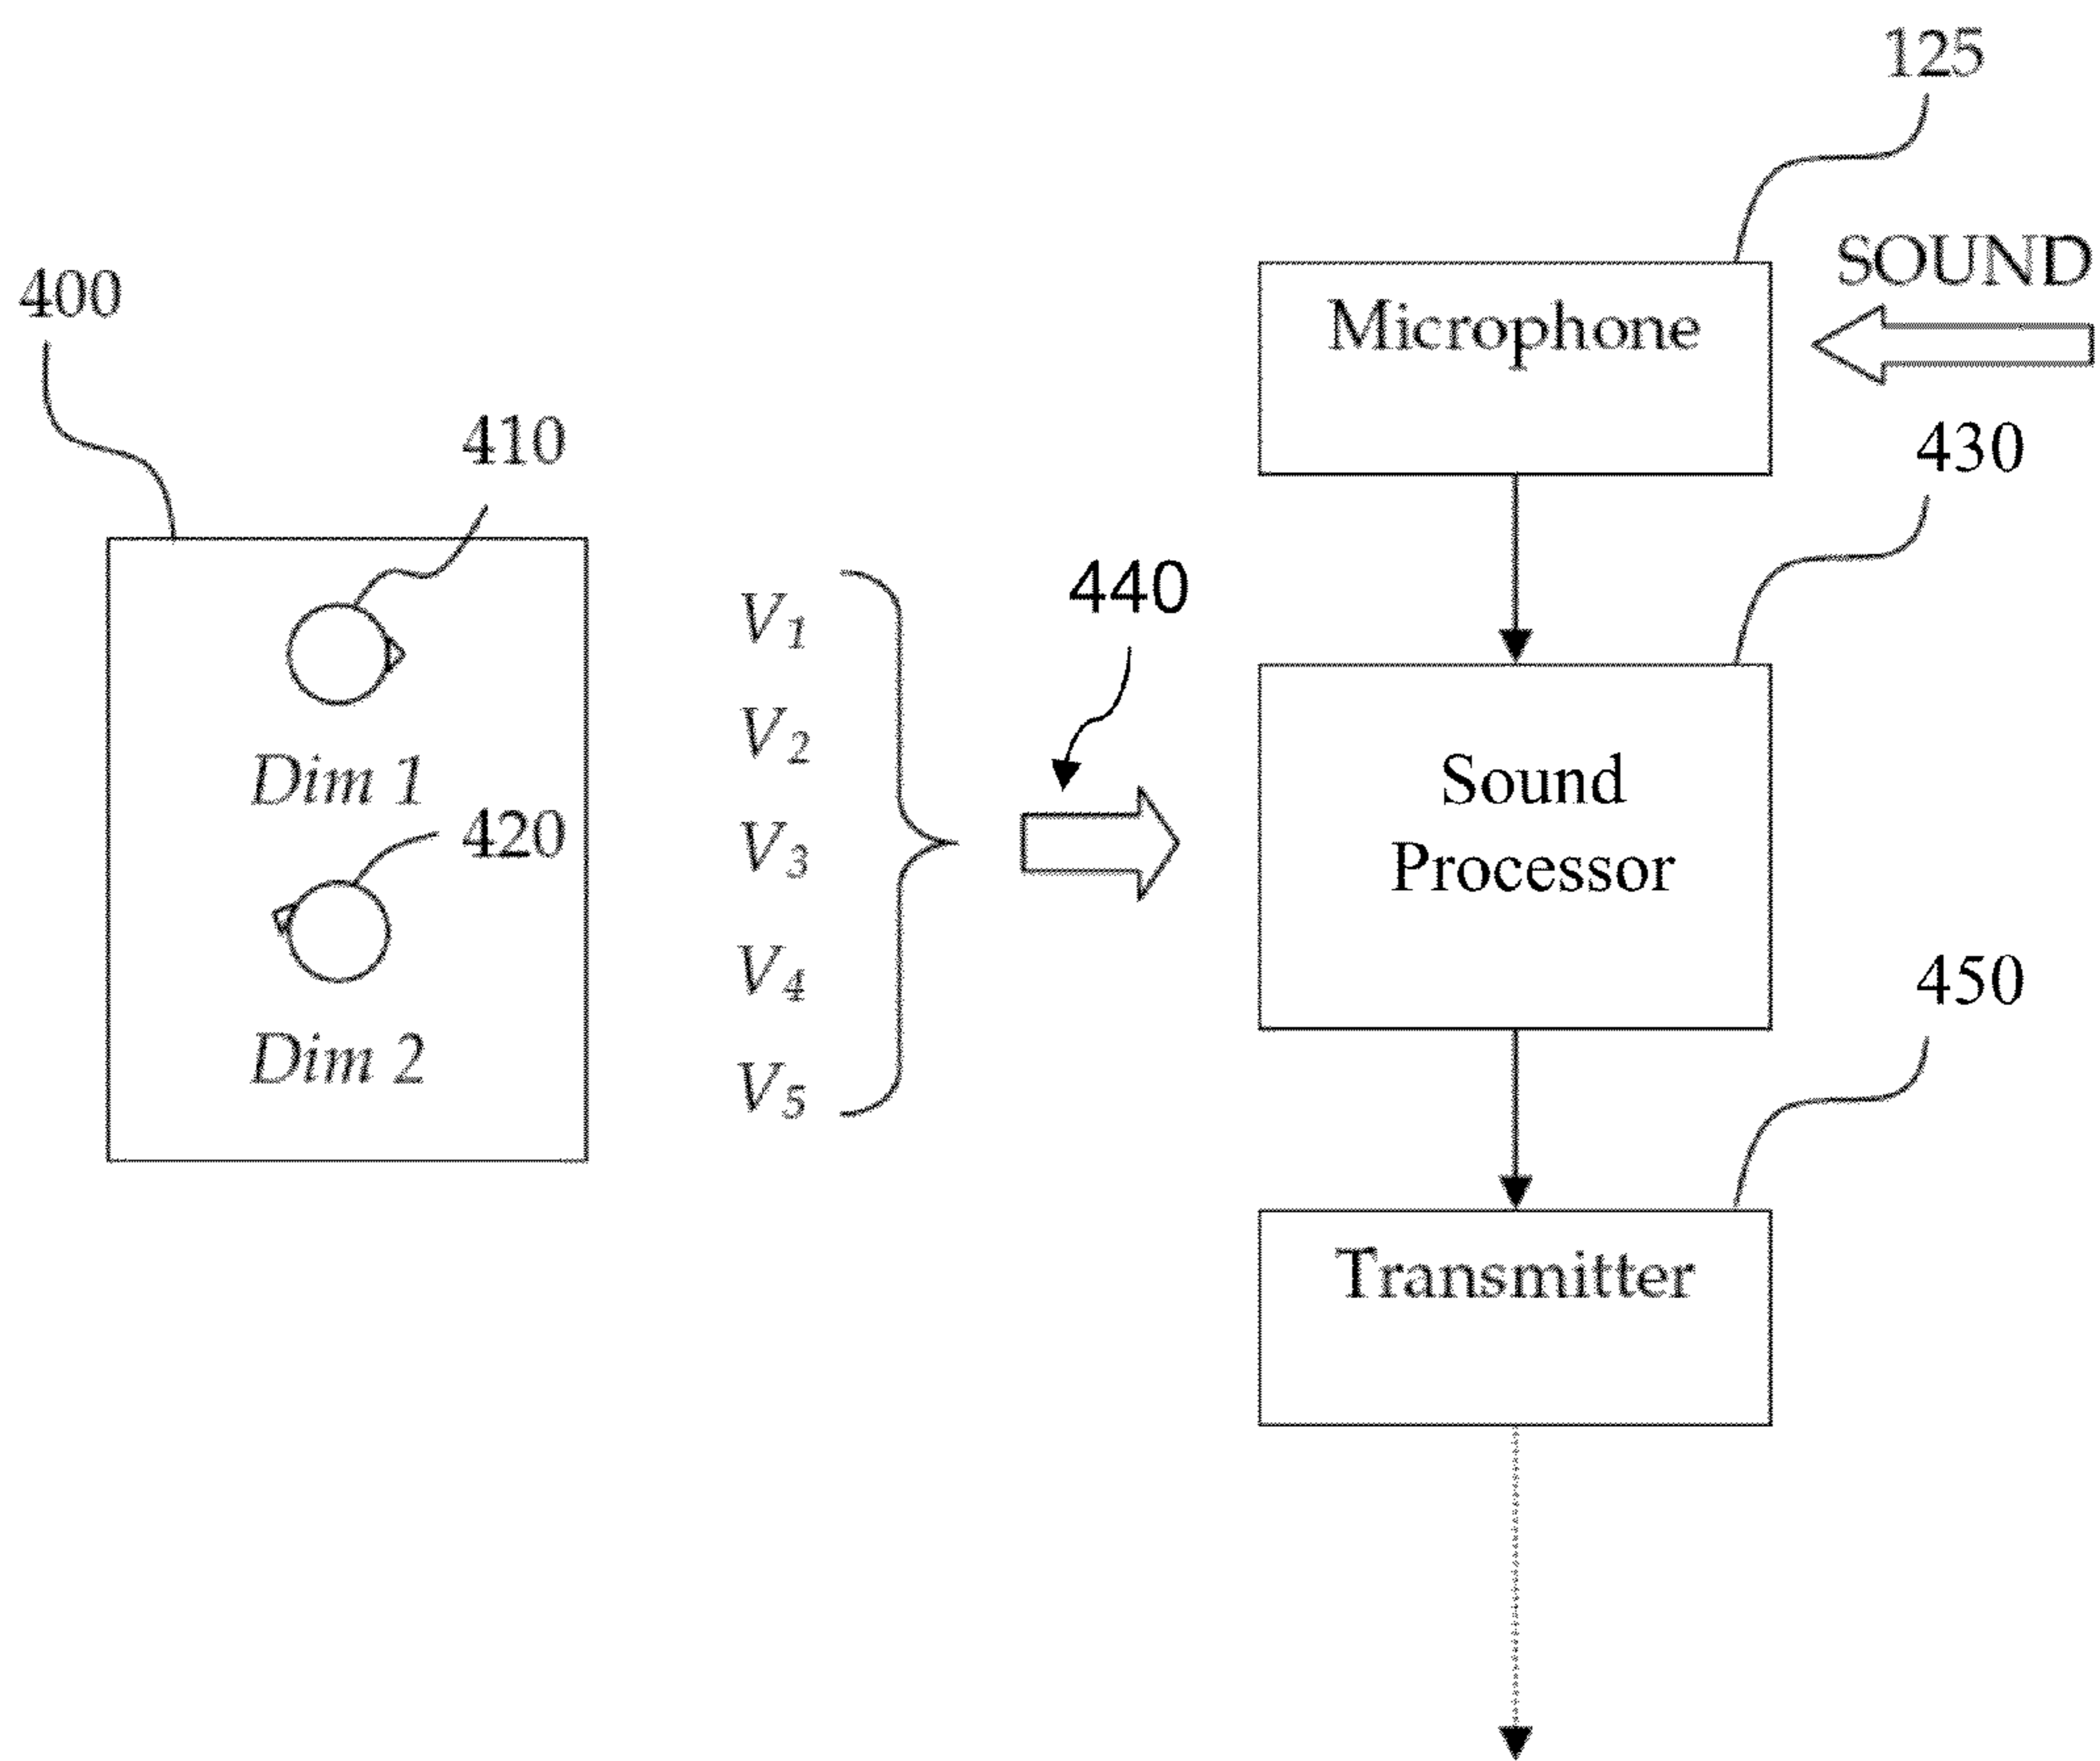 125
SOUND
400
Microphone
410
430
440
V1
V2
Dim 1
Sound
Processor
420
V3
V4
450
Dim 2
V5
Transmitter